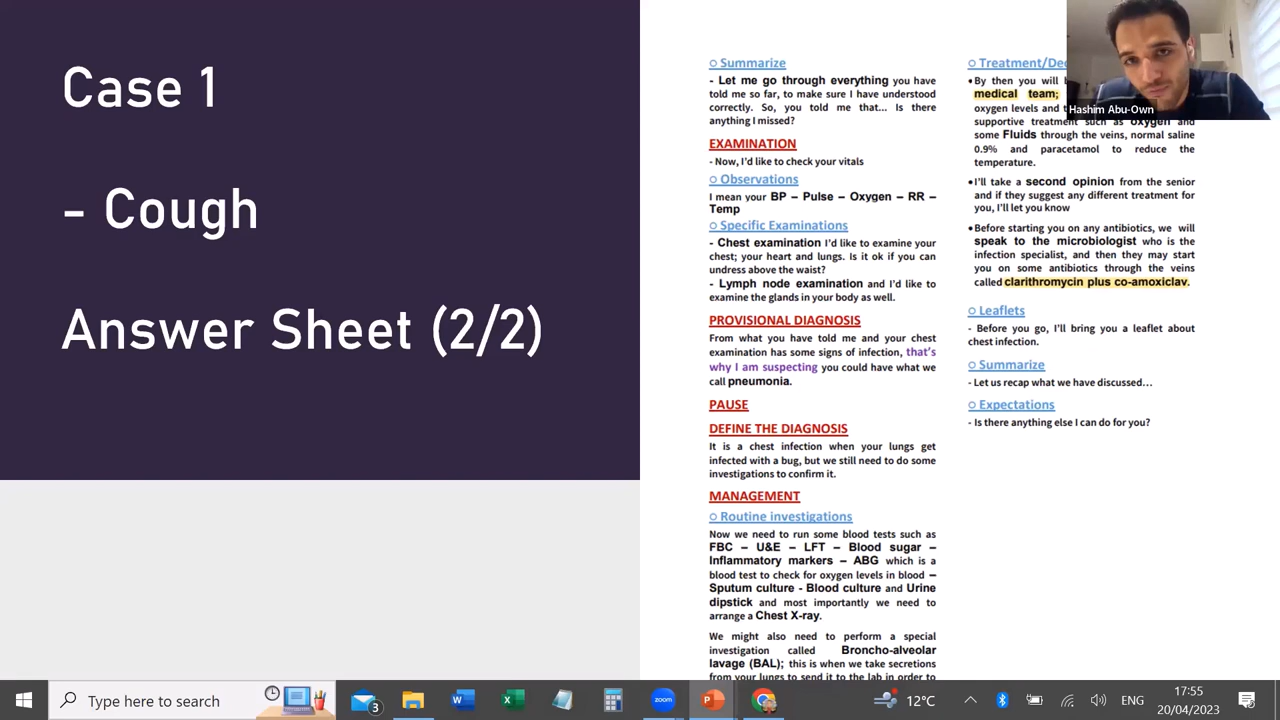 Case 1
- Cough
Answer Sheet (2/2)
○ Summarize
- Let me go through everything you have
told me so far, to make sure I have understood
correctly. So, you told me that... Is there
anything I missed?
EXAMINATION
- Now, I'd like to check your vitals
○ Observations
I mean your BP – Pulse – Oxygen – RR –
Temp
○ Specific Examinations
- Chest examination I'd like to examine your
chest; your heart and lungs. Is it ok if you can
undress above the waist?
- Lymph node examination and I'd like to
examine the glands in your body as well.
PROVISIONAL DIAGNOSIS
From what you have told me and your chest
examination has some signs of infection, that's
why I am suspecting you could have what we
call pneumonia.
PAUSE
DEFINE THE DIAGNOSIS
It is a chest infection when your lungs get
infected with a bug, but we still need to do some
investigations to confirm it.
MANAGEMENT
○ Routine investigations
Now we need to run some blood tests such as
FBC – U&E – LFT – Blood sugar –
Inflammatory markers – ABG which is a
blood test to check for oxygen levels in blood –
Sputum culture - Blood culture and Urine
dipstick and most importantly we need to
arrange a Chest X-ray.
We might also need to perform a special
investigation called Broncho-alveolar
lavage (BAL); this is when we take secretions
from your lungs to send it to the lab in order to
○ Treatment/De
• By then you will
medical team;
oxygen levels and
supportive treatment such as oxygen and
some Fluids through the veins, normal saline
0.9% and paracetamol to reduce the
temperature.
• I'll take a second opinion from the senior
and if they suggest any different treatment for
you, I'll let you know
• Before starting you on any antibiotics, we will
speak to the microbiologist who is the
infection specialist, and then they may start
you on some antibiotics through the veins
called clarithromycin plus co-amoxiclav.
○ Leaflets
- Before you go, I'll bring you a leaflet about
chest infection.
○ Summarize
- Let us recap what we have discussed...
○ Expectations
- Is there anything else I can do for you?
Hashim Abu-Own
Type here to search
3
12°C
ENG
17:55
20/04/2023